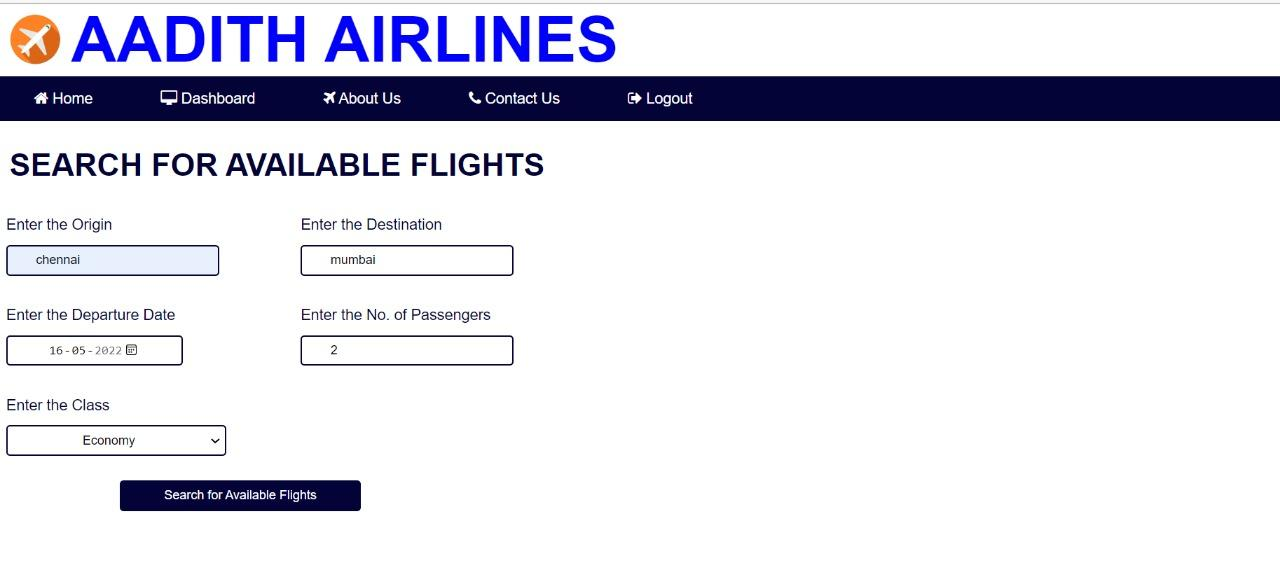 AADITH AIRLINES
Home Dashboard About Us Contact Us Logout
SEARCH FOR AVAILABLE FLIGHTS
Enter the Origin Enter the Destination
chennai mumbai
Enter the Departure Date Enter the No. of Passengers
16-05-2022 2
Enter the Class
Economy
Search for Available Flights